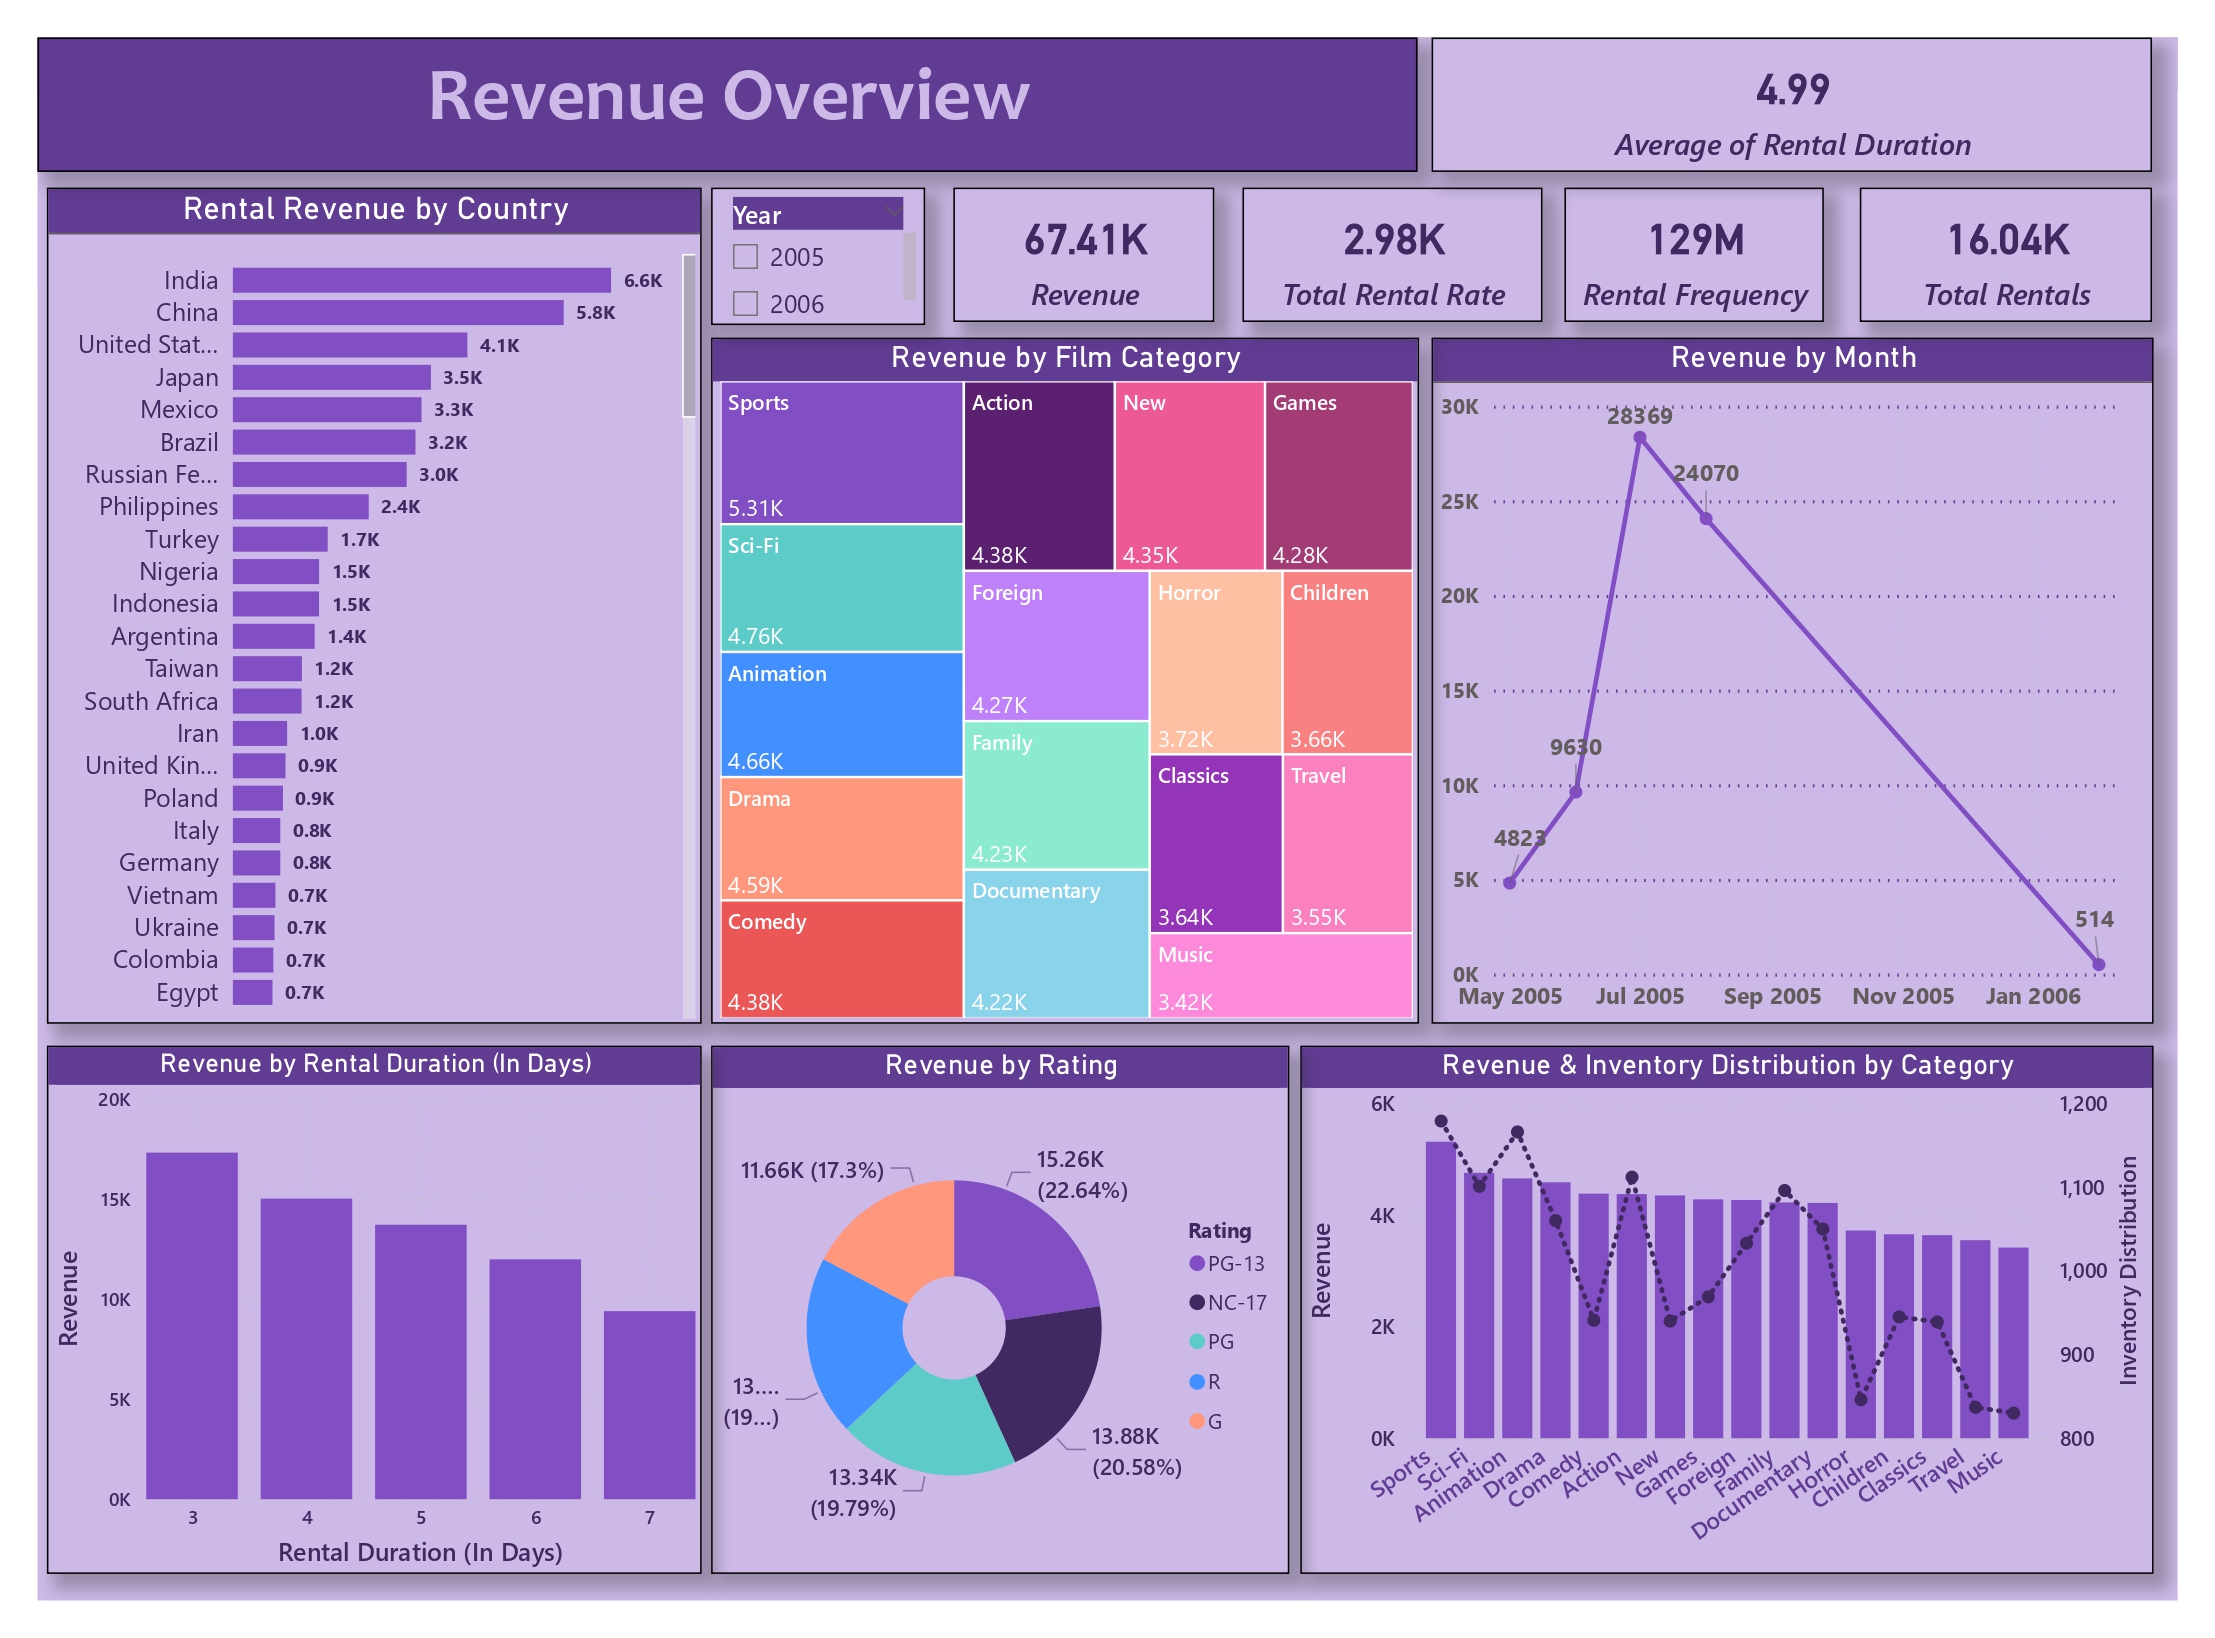 Revenue Overview
4.99
Average of Rental Duration
Rental Revenue by Country
India 6.6K
China 5.8K
United Stat... 4.1K
Japan 3.5K
Mexico 3.3K
Brazil 3.2K
Russian Fe... 3.0K
Philippines 2.4K
Turkey 1.7K
Nigeria 1.5K
Indonesia 1.5K
Argentina 1.4K
Taiwan 1.2K
South Africa 1.2K
Iran 1.0K
United Kin... 0.9K
Poland 0.9K
Italy 0.8K
Germany 0.8K
Vietnam 0.7K
Ukraine 0.7K
Colombia 0.7K
Egypt 0.7K
Year
2005
2006
67.41K
Revenue
2.98K
Total Rental Rate
129M
Rental Frequency
16.04K
Total Rentals
Revenue by Film Category
Sports
5.31K
Sci-Fi
4.76K
Animation
4.66K
Drama
4.59K
Comedy
4.38K
Action
4.38K
New
4.35K
Games
4.28K
Foreign
4.27K
Family
4.23K
Documentary
4.22K
Horror
3.72K
Children
3.66K
Classics
3.64K
Travel
3.55K
Music
3.42K
Revenue by Month
30K
25K
20K
15K
10K
5K
0K
4823
9630
28369
24070
514
May 2005 Jul 2005 Sep 2005 Nov 2005 Jan 2006
Revenue by Rental Duration (In Days)
Revenue
20K
15K
10K
5K
0K
3 4 5 6 7
Rental Duration (In Days)
Revenue by Rating
11.66K (17.3%)
15.26K
(22.64%)
13....
(19...)
13.34K
(19.79%)
13.88K
(20.58%)
Rating
PG-13
NC-17
PG
R
G
Revenue & Inventory Distribution by Category
Revenue
6K
4K
2K
0K
1,200
1,100
1,000
900
800
Inventory Distribution
Sports Sci-Fi Animation Drama Comedy Action New Games Foreign Family Documentary Horror Children Classics Travel Music